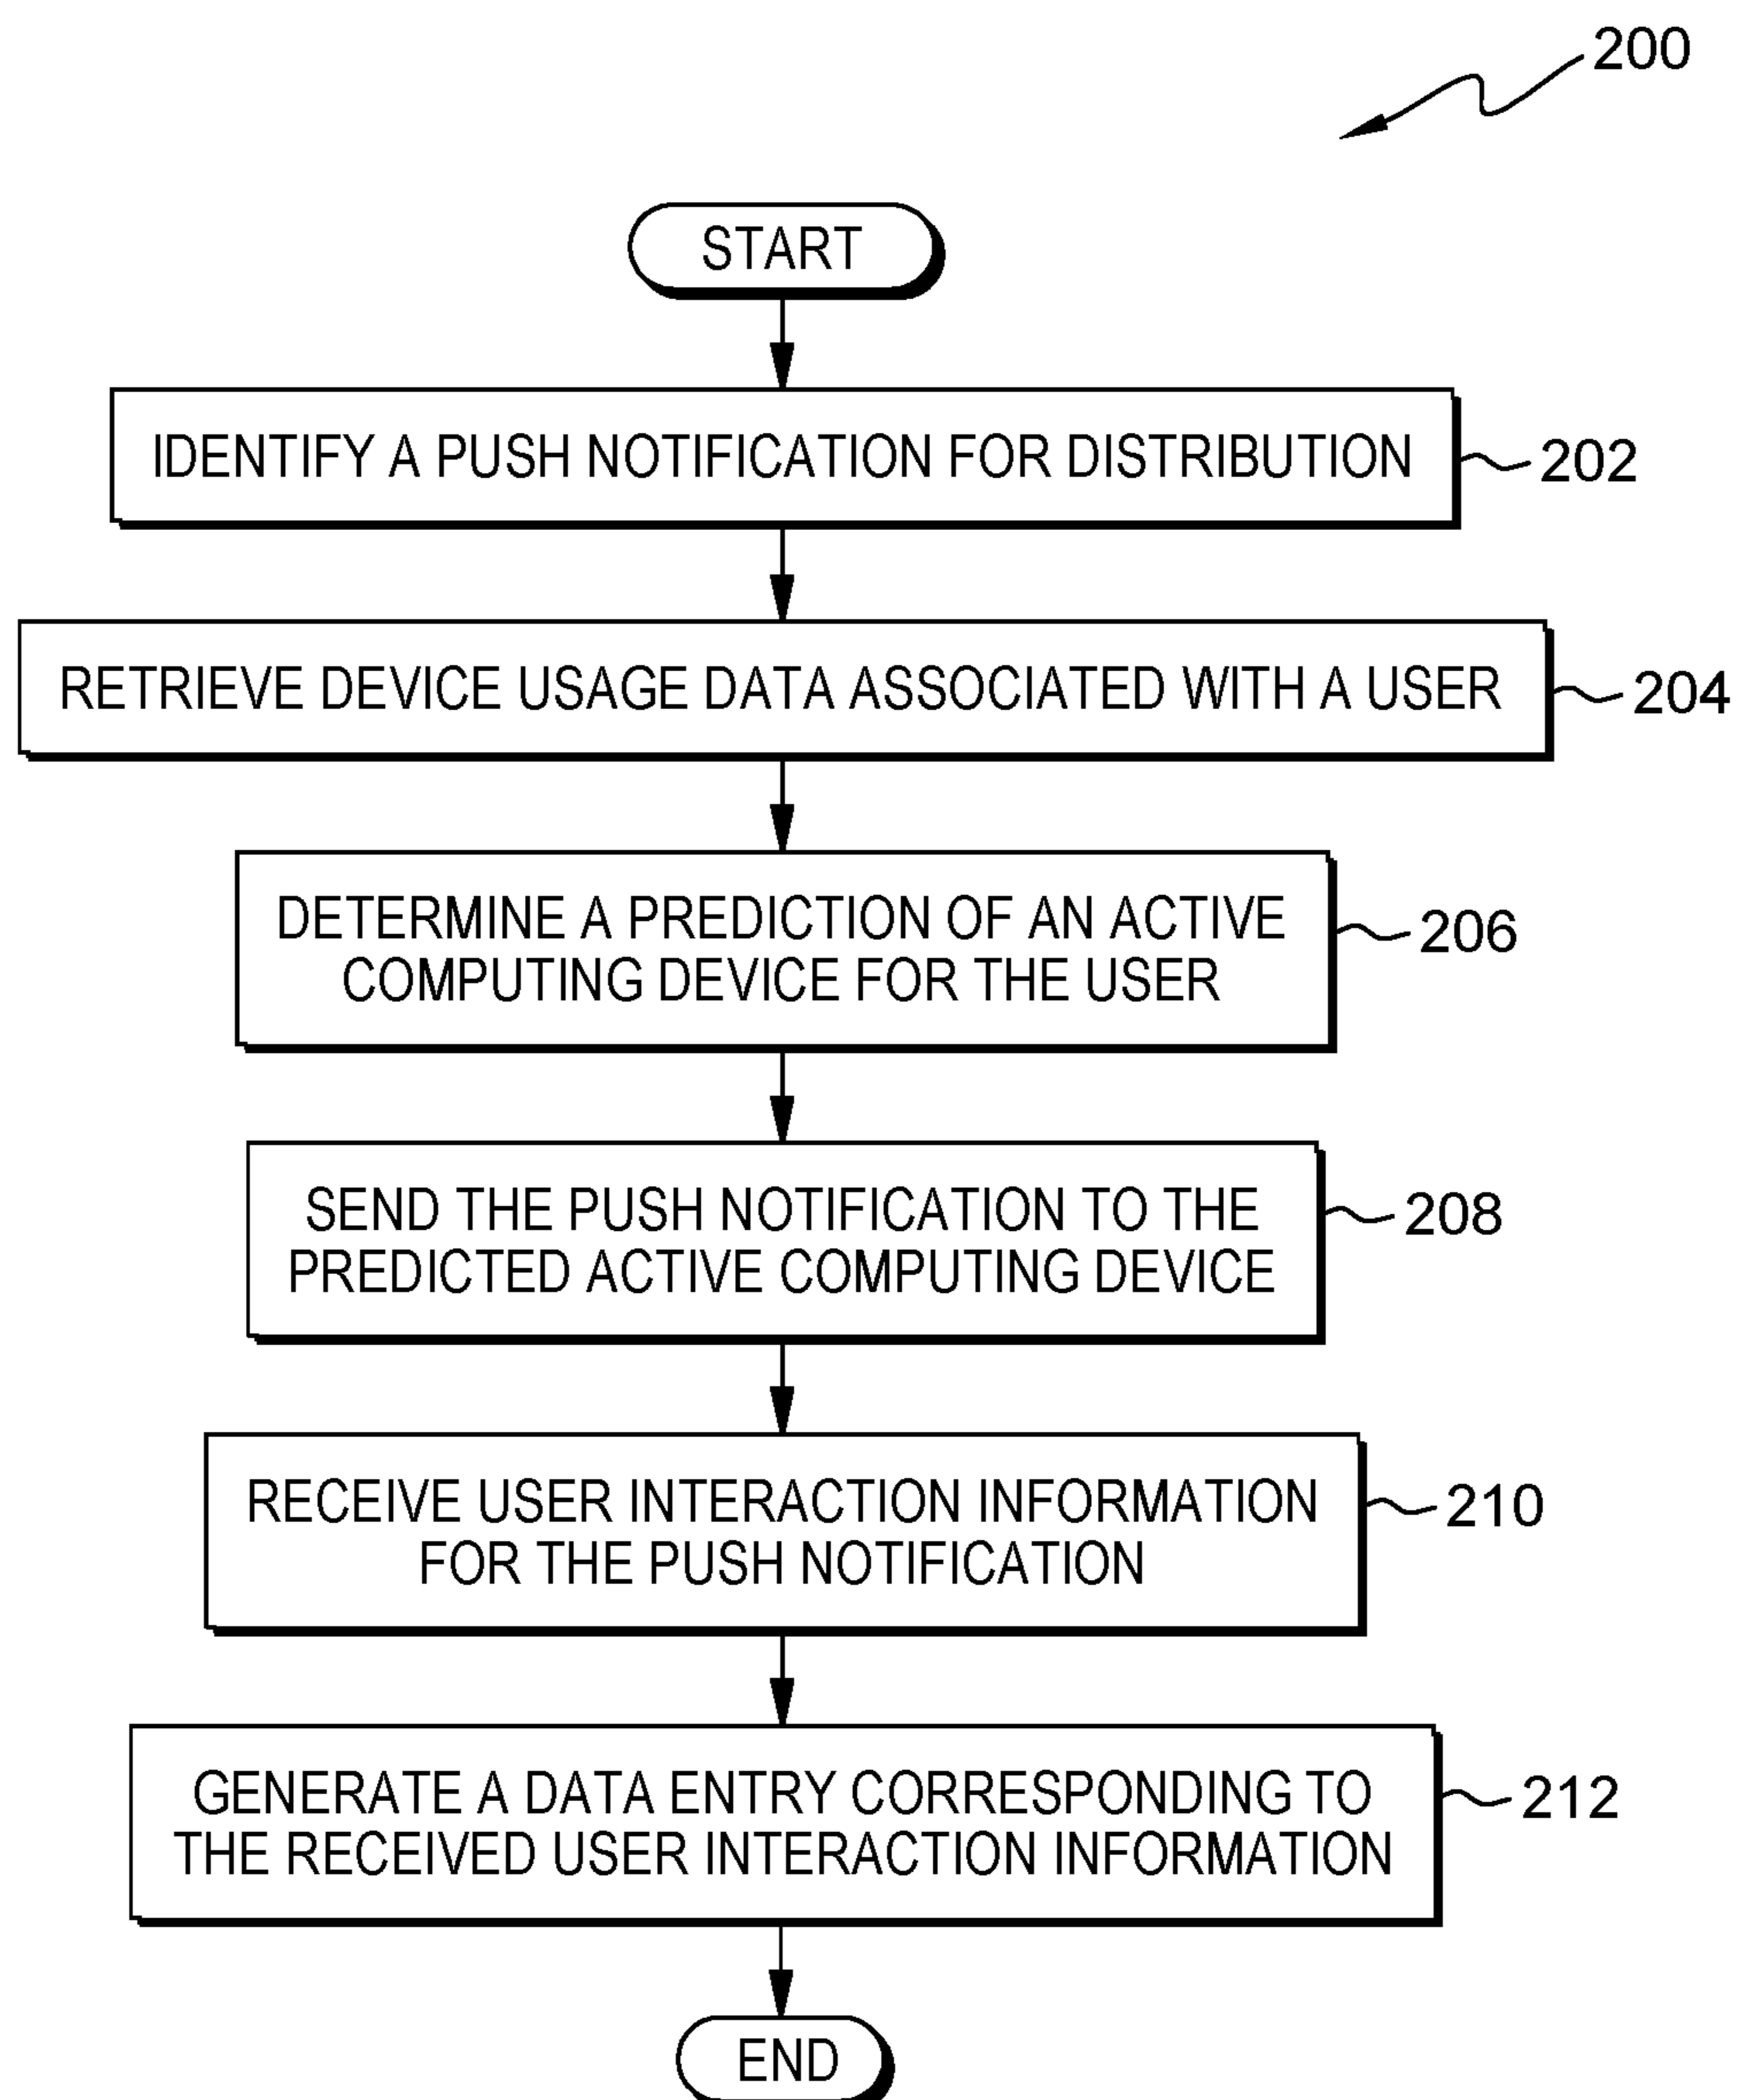 200
START
IDENTIFY A PUSH NOTIFICATION FOR DISTRIBUTION
202
RETRIEVE DEVICE USAGE DATA ASSOCIATED WITH A USER
204
DETERMINE A PREDICTION OF AN ACTIVE
COMPUTING DEVICE FOR THE USER
206
SEND THE PUSH NOTIFICATION TO THE
PREDICTED ACTIVE COMPUTING DEVICE
208
RECEIVE USER INTERACTION INFORMATION
FOR THE PUSH NOTIFICATION
210
GENERATE A DATA ENTRY CORRESPONDING TO
THE RECEIVED USER INTERACTION INFORMATION
212
END